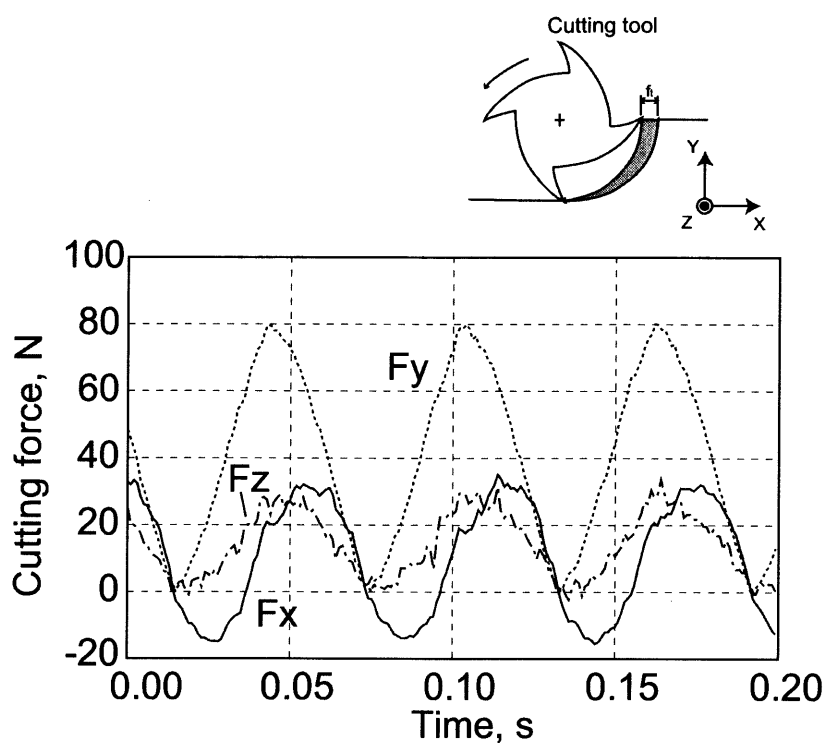 Cutting tool
ft
Y
Z
X
100
80
60
40
20
0
-20
Cutting force, N
Fy
Fz
Fx
0.00 0.05 0.10 0.15 0.20
Time, s